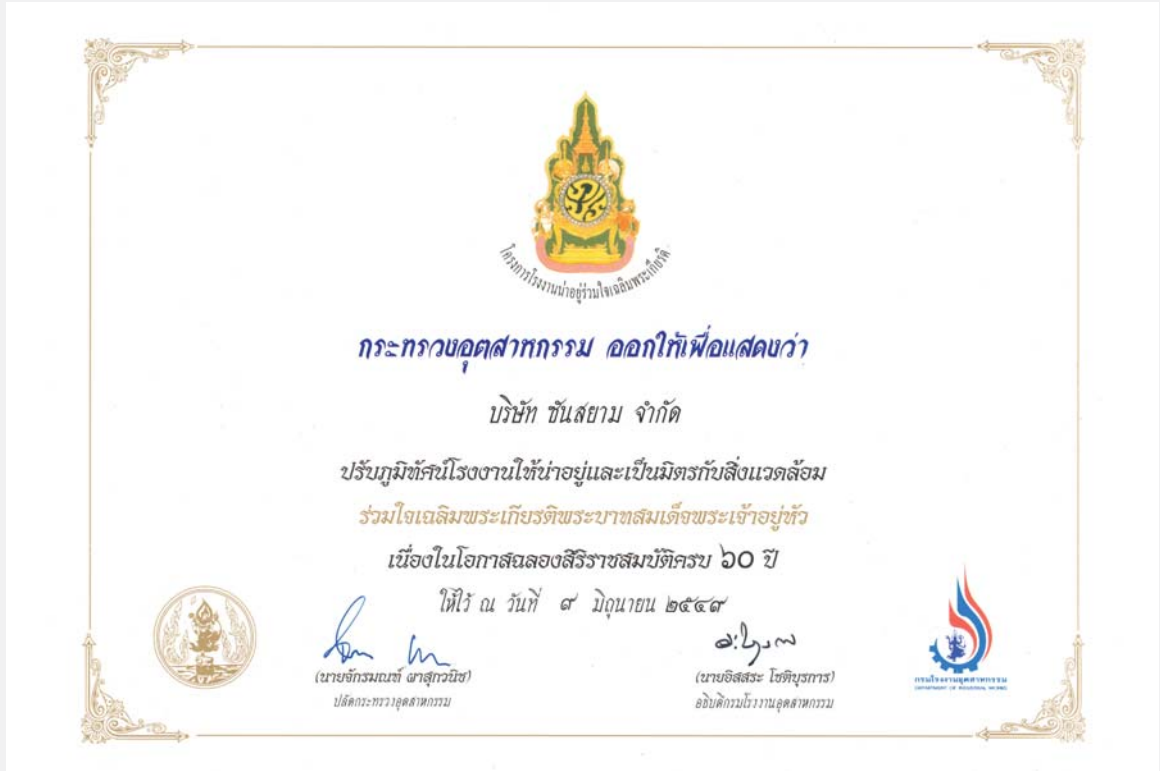 โครงการโรงงานน่าอยู่ร่วมใจเฉลิมพระเกียรติ
กระทรวงอุตสาหกรรม ออกให้เพื่อแสดงว่า
บริษัท ซันสยาม จำกัด
ปรับภูมิทัศน์โรงงานให้น่าอยู่และเป็นมิตรกับสิ่งแวดล้อม
ร่วมใจเฉลิมพระเกียรติพระบาทสมเด็จพระเจ้าอยู่หัว
เนื่องในโอกาสฉลองสิริราชสมบัติครบ ๖๐ ปี
ให้ไว้ ณ วันที่ ๙ มิถุนายน ๒๕๔๙
(นายจักรมณฑ์ ผาสุกวนิช)
ปลัดกระทรวงอุตสาหกรรม
(นายอิสสระ โชติบุรการ)
อธิบดีกรมโรงงานอุตสาหกรรม
กรมโรงงานอุตสาหกรรม
DEPARTMENT OF INDUSTRIAL WORKS